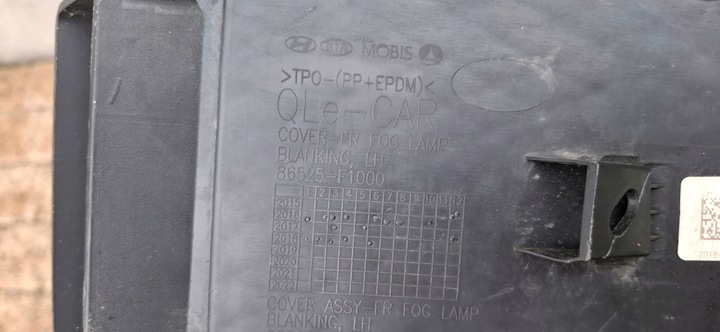 KIA MOBIS
>TPO-(PP+EPDM)<
QLe-CAR
COVER-FR FOG LAMP
BLANKING, LH
86525-F1000
1 2 3 4 5 6 7 8 9 10 11 12
2015
2016
2017
2018
2019
2020
2021
2022
COVER ASSY-FR FOG LAMP
BLANKING, LH